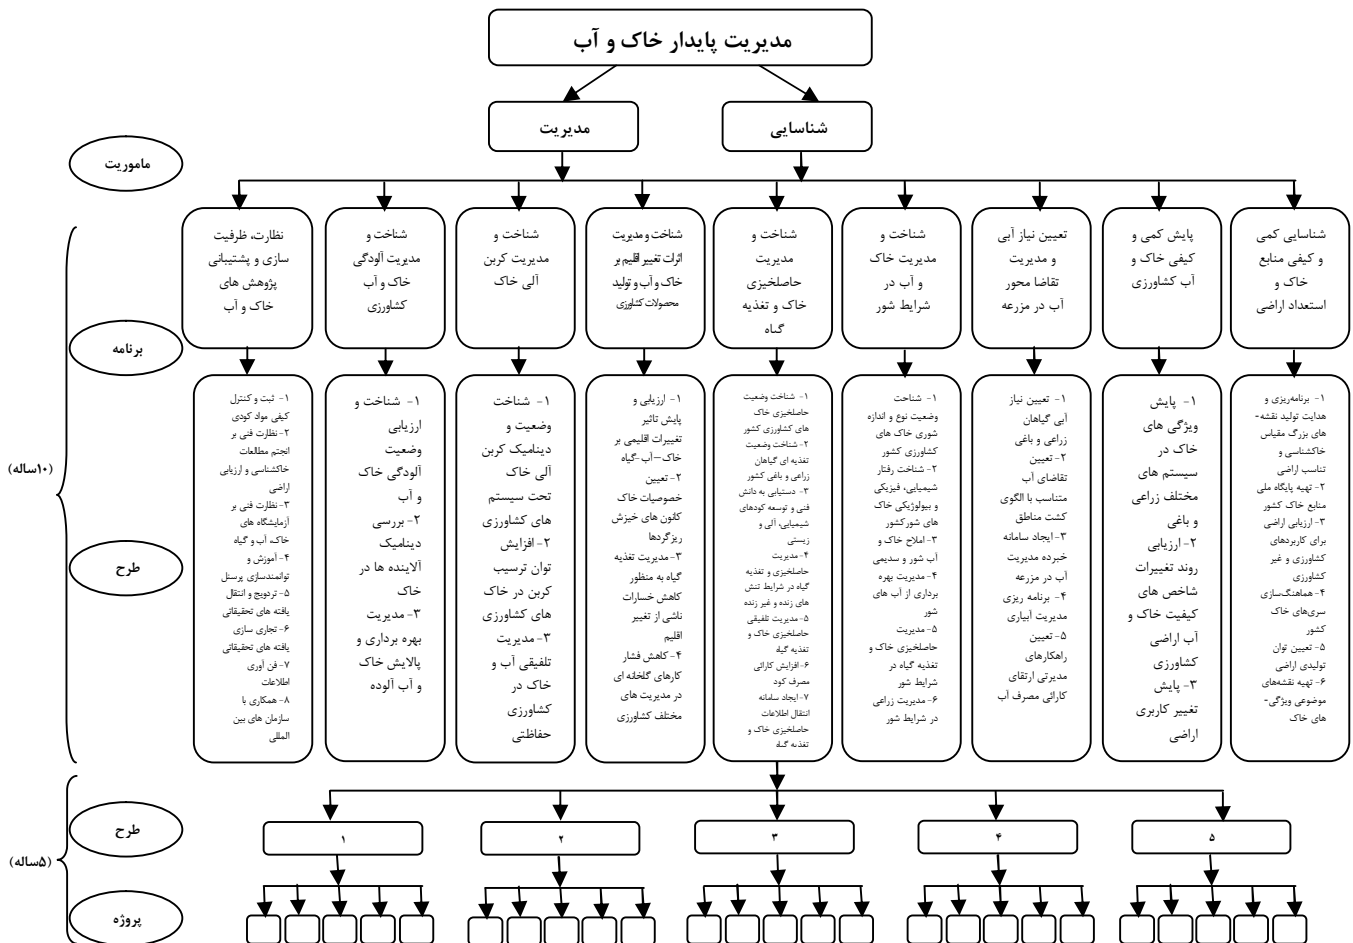 مدیریت پایدار خاک و آب
شناسایی
مدیریت
ماموریت
شناسایی کمی
و کیفی منابع
خاک و
استعداد اراضی
پایش کمی و
کیفی خاک و
آب کشاورزی
تعیین نیاز آبی
و مدیریت
تقاضا محور
آب در مزرعه
شناخت و
مدیریت خاک
و آب در
شرایط شور
شناخت و
مدیریت
حاصلخیزی
خاک و تغذیه
گیاه
شناخت و مدیریت
اثرات تغییر اقلیم بر
خاک و آب و تولید
محصولات کشاورزی
شناخت و
مدیریت کربن
آلی خاک
شناخت و
مدیریت آلودگی
خاک و آب
کشاورزی
نظارت، ظرفیت
سازی و پشتیبانی
پژوهش های
خاک و آب
برنامه
(۱۰ساله)
۱- برنامه‌ریزی و
هدایت تولید نقشه-
های بزرگ مقیاس
خاکشناسی و
تناسب اراضی
۲- تهیه پایگاه ملی
منابع خاک کشور
۳- ارزیابی اراضی
برای کاربردهای
کشاورزی و غیر
کشاورزی
۴- هماهنگ‌سازی
سری‌های خاک
کشور
۵- تعیین توان
تولیدی اراضی
۶- تهیه نقشه‌های
موضوعی ویژگی-
های خاک
۱- پایش
ویژگی های
خاک در
سیستم های
مختلف زراعی
و باغی
۲- ارزیابی
روند تغییرات
شاخص های
کیفیت خاک و
آب اراضی
کشاورزی
۳- پایش
تغییر کاربری
اراضی
۱- تعیین نیاز
آبی گیاهان
زراعی و باغی
۲- تعیین
تقاضای آب
متناسب با الگوی
کشت مناطق
۳- ایجاد سامانه
خبرده مدیریت
آب در مزرعه
۴- برنامه ریزی
مدیریت آبیاری
۵- تعیین
راهکارهای
مدیرتی ارتقای
کارائی مصرف آب
۱- شناحت
وضعیت نوع و اندازه
شوری خاک های
کشاورزی کشور
۲- شناخت رفتار
شیمیایی، فیزیکی
و بیولوژیکی خاک
های شورکشور
۳- املاح خاک و
آب شور و سدیمی
۴- مدیریت بهره
برداری از آب های
شور
۵- مدیریت
حاصلخیزی خاک و
تغذیه گیاه در
شرایط شور
۶- مدیریت زراعی
در شرایط شور
۱- شناخت وضعیت
حاصلخیزی خاک
های کشاورزی کشور
۲- شناخت وضعیت
تغذیه ای گیاهان
زراعی و باغی کشور
۳- دستیابی به دانش
فنی و توسعه کودهای
شیمیایی، آلی و
زیستی
۴- مدیریت
حاصلخیزی و تغذیه
گیاه در شرایط تنش
های زنده و غیر زنده
۵- مدیریت تلفیقی
حاصلخیزی خاک و
تغذیه گیاه
۶- افزایش کارائی
مصرف کود
۷- ایجاد سامانه
انتقال اطلاعات
حاصلخیزی خاک و
تغذیه گیاه
۱- ارزیابی و
پایش تاثیر
تغییرات اقلیمی بر
خاک–آب-گیاه
۲- تعیین
خصوصیات خاک
کانون های خیزش
ریزگردها
۳- مدیریت تغذیه
گیاه به منظور
کاهش خسارات
ناشی از تغییر
اقلیم
۴- کاهش فشار
کارهای گلخانه ای
در مدیریت های
مختلف کشاورزی
۱- شناخت
وضعیت و
دینامیک کربن
آلی خاک
تحت سیستم
های کشاورزی
۲- افزایش
توان ترسیب
کربن در خاک
های کشاورزی
۳- مدیریت
تلفیقی آب و
خاک در
کشاورزی
حفاظتی
۱- شناخت و
ارزیابی
وضعیت
آلودگی خاک
و آب
۲- بررسی
دینامیک
آلاینده ها در
خاک
۳- مدیریت
بهره برداری و
پالایش خاک
و آب آلوده
۱- ثبت و کنترل
کیفی مواد کودی
۲- نظارت فنی بر
انجتم مطالعات
خاکشناسی و ارزیابی
اراضی
۳- نظارت فنی بر
آزمایشگاه های
خاک، آب و گیاه
۴- آموزش و
توانمندسازی پرسنل
۵- تردویج و انتقال
یافته های تحقیقاتی
۶- تجاری سازی
یافته های تحقیقاتی
۷- فن آوری
اطلاعات
۸- همکاری با
سازمان های بین
المللی
طرح
۵
۴
۳
۲
۱
طرح
(۵ساله)
پروژه